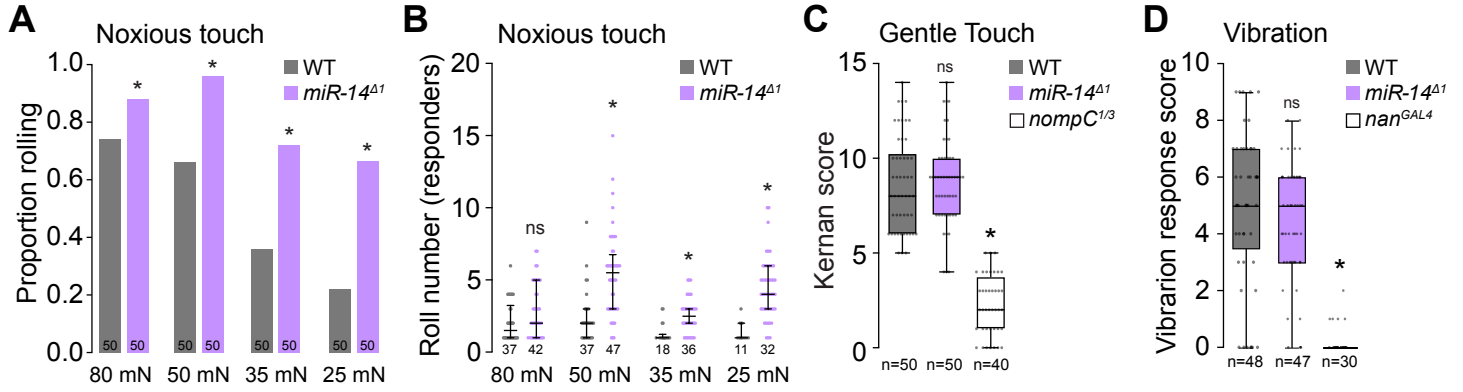 A
Noxious touch
WT
miR-14Δ1
Proportion rolling
1.0
0.8
0.6
0.4
0.2
0.0
* * * *
50 50 50 50 50 50 50 50
80 mN 50 mN 35 mN 25 mN
B
Noxious touch
WT
miR-14Δ1
Roll number (responders)
20
15
10
5
0
ns * * *
37 42 37 47 18 36 11 32
80 mN 50 mN 35 mN 25 mN
C
Gentle Touch
WT
miR-14Δ1
nompC1/3
Kernan score
15
10
5
0
ns *
n=50 n=50 n=40
D
Vibration
WT
miR-14Δ1
nanGAL4
Vibrarion response score
10
8
6
4
2
0
ns *
n=48 n=47 n=30